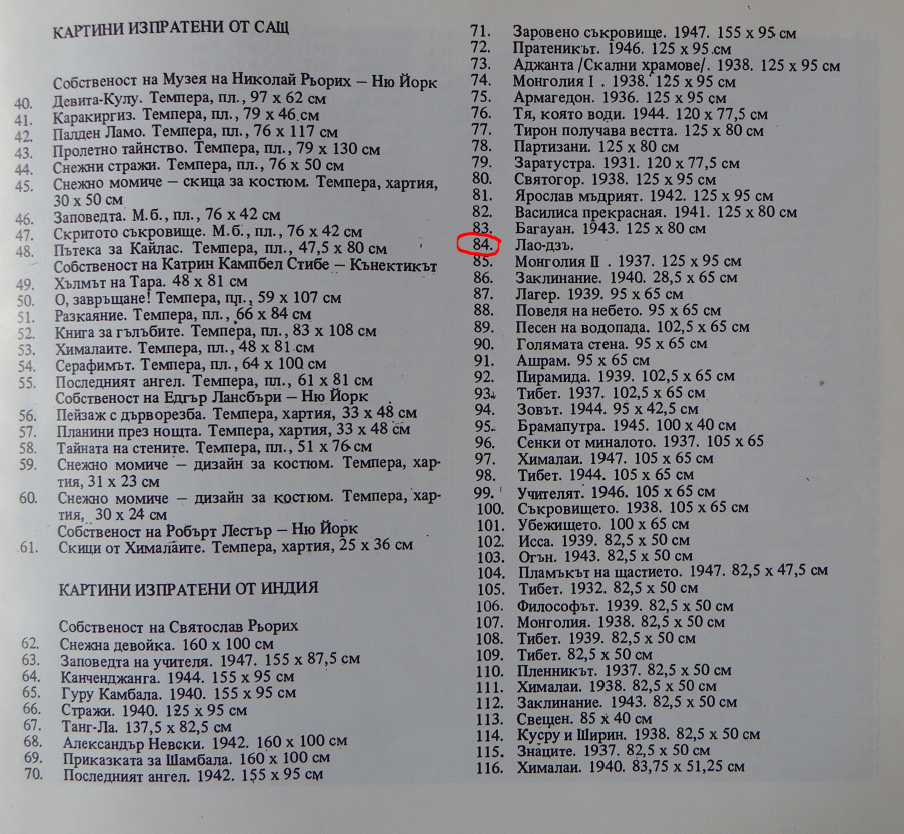 КАРТИНИ ИЗПРАТЕНИ ОТ САЩ
Собственост на Музея на Николай Рьорих – Ню Йорк
40. Девита-Кулу. Темпера, пл., 97 x 62 см
41. Каракиргиз. Темпера, пл., 79 x 46 см
42. Палден Ламо. Темпера, пл., 76 x 117 см
43. Пролетно тайнство. Темпера, пл., 79 x 130 см
44. Снежни стражи. Темпера, пл., 76 x 50 см
45. Снежно момиче – скица за костюм. Темпера, хартия,
30 x 50 см
46. Заповедта. М.б., пл., 76 x 42 см
47. Скритото съкровище. М.б., пл., 76 x 42 см
48. Пътека за Кайлас. Темпера, пл., 47,5 x 80 см
Собственост на Катрин Кампбел Стибе – Кънектикът
49. Хълмът на Тара. 48 x 81 см
50. О, завръщане! Темпера, пл., 59 x 107 см
51. Разкаяние. Темпера, пл., 66 x 84 см
52. Книга за гълъбите. Темпера, пл., 83 x 108 см
53. Хималаите. Темпера, пл., 48 x 81 см
54. Серафимът. Темпера, пл., 64 x 100 см
55. Последният ангел. Темпера, пл., 61 x 81 см
Собственост на Едгър Лансбъри – Ню Йорк
56. Пейзаж с дърворезба. Темпера, хартия, 33 x 48 см
57. Планини през нощта. Темпера, хартия, 33 x 48 см
58. Тайната на стените. Темпера, пл., 51 x 76 см
59. Снежно момиче – дизайн за костюм. Темпера, хар-
тия, 31 x 23 см
60. Снежно момиче – дизайн за костюм. Темпера, хар-
тия, 30 x 24 см
Собственост на Робърт Лестър – Ню Йорк
61. Скици от Хималаите. Темпера, хартия, 25 x 36 см
КАРТИНИ ИЗПРАТЕНИ ОТ ИНДИЯ
Собственост на Святослав Рьорих
62. Снежна девойка. 160 x 100 см
63. Заповедта на учителя. 1947. 155 x 87,5 см
64. Канченджанга. 1944. 155 x 95 см
65. Гуру Камбала. 1940. 155 x 95 см
66. Стражи. 1940. 125 x 95 см
67. Танг-Ла. 137,5 x 82,5 см
68. Александър Невски. 1942. 160 x 100 см
69. Приказката за Шамбала. 160 x 100 см
70. Последният ангел. 1942. 155 x 95 см
71. Заровено съкровище. 1947. 155 x 95 см
72. Пратеникът. 1946. 125 x 95 см
73. Аджанта /Скални храмове/. 1938. 125 x 95 см
74. Монголия I . 1938. 125 x 95 см
75. Армагедон. 1936. 125 x 95 см
76. Тя, която води. 1944. 120 x 77,5 см
77. Тирон получава вестта. 125 x 80 см
78. Партизани. 125 x 80 см
79. Заратустра. 1931. 120 x 77,5 см
80. Святогор. 1938. 125 x 95 см
81. Ярослав мъдрият. 1942. 125 x 95 см
82. Василиса прекрасная. 1941. 125 x 80 см
83. Багауан. 1943. 125 x 80 см
84. Лао-дзъ.
85. Монголия II . 1937. 125 x 95 см
86. Заклинание. 1940. 28,5 x 65 см
87. Лагер. 1939. 95 x 65 см
88. Повеля на небето. 95 x 65 см
89. Песен на водопада. 102,5 x 65 см
90. Голямата стена. 95 x 65 см
91. Ашрам. 95 x 65 см
92. Пирамида. 1939. 102,5 x 65 см
93. Тибет. 1937. 102,5 x 65 см
94. Зовът. 1944. 95 x 42,5 см
95. Брамапутра. 1945. 100 x 40 см
96. Сенки от миналото. 1937. 105 x 65
97. Хималаи. 1947. 105 x 65 см
98. Тибет. 1944. 105 x 65 см
99. Учителят. 1946. 105 x 65 см
100. Съкровището. 1938. 105 x 65 см
101. Убежището. 100 x 65 см
102. Исса. 1939. 82,5 x 50 см
103. Огън. 1943. 82,5 x 50 см
104. Пламъкът на щастието. 1947. 82,5 x 47,5 см
105. Тибет. 1932. 82,5 x 50 см
106. Философът. 1939. 82,5 x 50 см
107. Монголия. 1938. 82,5 x 50 см
108. Тибет. 1939. 82,5 x 50 см
109. Тибет. 82,5 x 50 см
110. Пленникът. 1937. 82,5 x 50 см
111. Хималаи. 1938. 82,5 x 50 см
112. Заклинание. 1943. 82,5 x 50 см
113. Свещен. 85 x 40 см
114. Кусру и Ширин. 1938. 82,5 x 50 см
115. Знаците. 1937. 82,5 x 50 см
116. Хималаи. 1940. 83,75 x 51,25 см